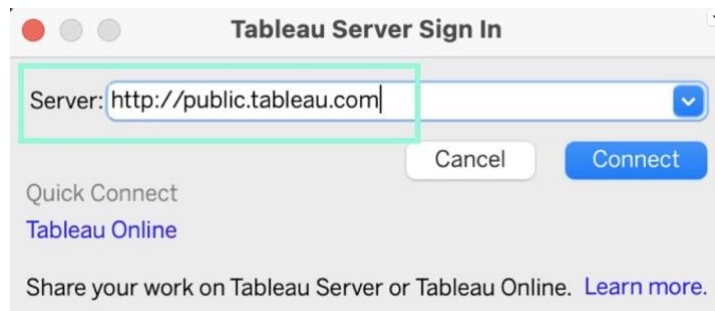 Tableau Server Sign In
Server: http://public.tableau.com
Cancel Connect
Quick Connect
Tableau Online
Share your work on Tableau Server or Tableau Online. Learn more.